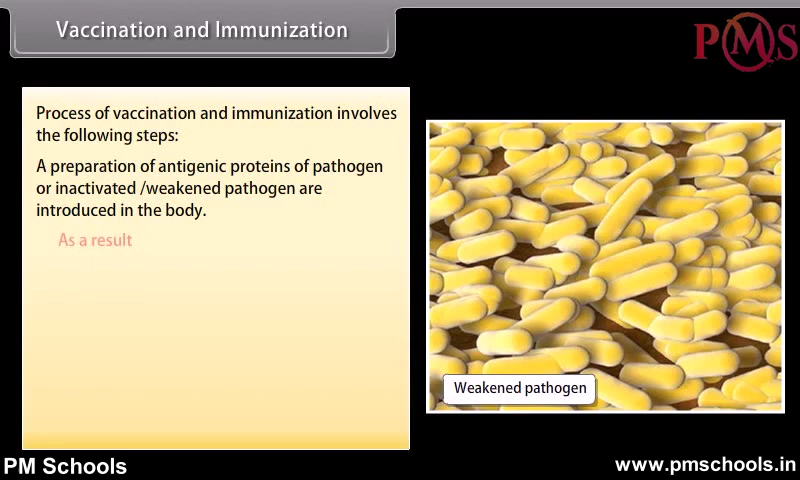 Vaccination and Immunization
PMS
Process of vaccination and immunization involves
the following steps:
A preparation of antigenic proteins of pathogen
or inactivated /weakened pathogen are
introduced in the body.
As a result
Weakened pathogen
PM Schools
www.pmschools.in